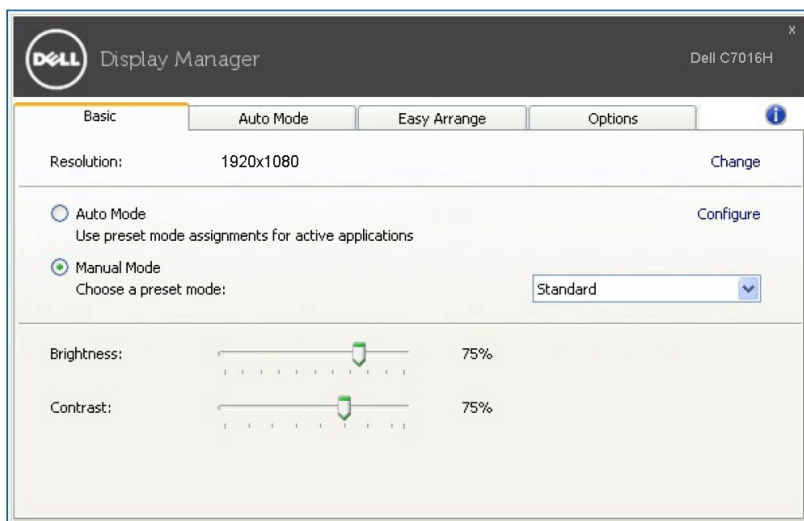 x
DELL Display Manager Dell C7016H
Basic Auto Mode Easy Arrange Options i
Resolution: 1920x1080 Change
Auto Mode Configure
Use preset mode assignments for active applications
Manual Mode
Choose a preset mode: Standard
Brightness: 75%
Contrast: 75%